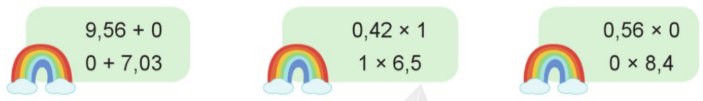 9,56 + 0
0 + 7,03
0,42 × 1
1 × 6,5
0,56 × 0
0 × 8,4